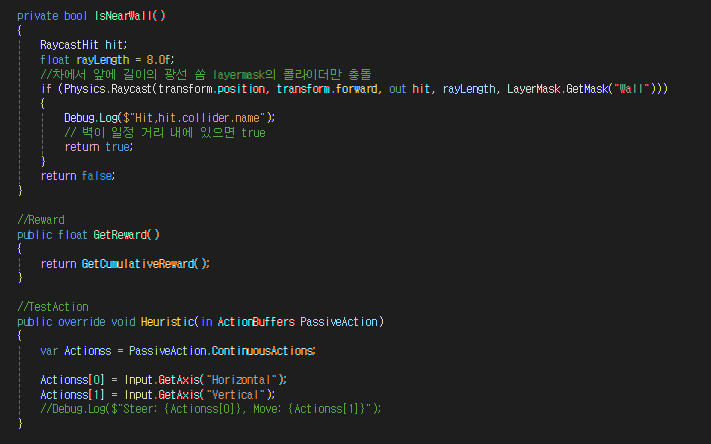 private bool IsNearWall()
{
RaycastHit hit;
float rayLength = 8.0f;
//차에서 앞에 길이의 광선 쏨 layermask의 콜라이더만 충돌
if (Physics.Raycast(transform.position, transform.forward, out hit, rayLength, LayerMask.GetMask("Wall")))
{
Debug.Log($"Hit,hit.collider.name");
// 벽이 일정 거리 내에 있으면 true
return true;
}
return false;
}
//Reward
public float GetReward()
{
return GetCumulativeReward();
}
//TestAction
public override void Heuristic(in ActionBuffers PassiveAction)
{
var Actionss = PassiveAction.ContinuousActions;
Actionss[0] = Input.GetAxis("Horizontal");
Actionss[1] = Input.GetAxis("Vertical");
//Debug.Log($"Steer: {Actionss[0]}, Move: {Actionss[1]}");
}